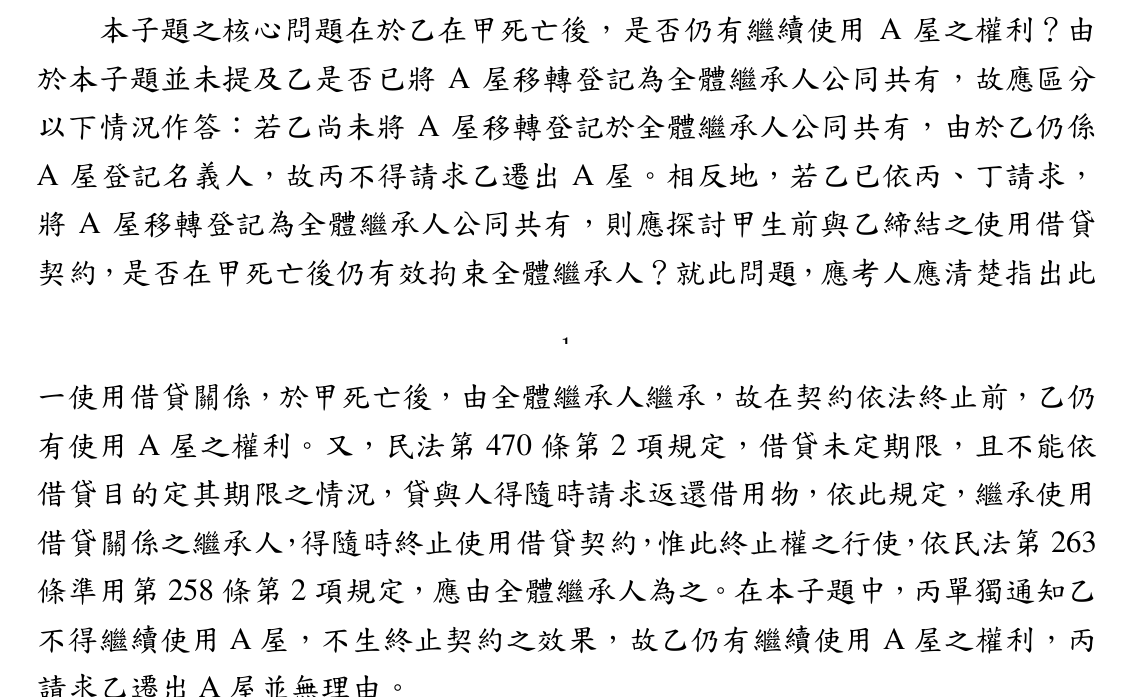 本子題之核心問題在於乙在甲死亡後，是否仍有繼續使用 A 屋之權利？由
於本子題並未提及乙是否已將 A 屋移轉登記為全體繼承人公同共有，故應區分
以下情況作答：若乙尚未將 A 屋移轉登記於全體繼承人公同共有，由於乙仍係
A 屋登記名義人，故丙不得請求乙遷出 A 屋。相反地，若乙已依丙、丁請求，
將 A 屋移轉登記為全體繼承人公同共有，則應探討甲生前與乙締結之使用借貸
契約，是否在甲死亡後仍有效拘束全體繼承人？就此問題，應考人應清楚指出此
1
一使用借貸關係，於甲死亡後，由全體繼承人繼承，故在契約依法終止前，乙仍
有使用 A 屋之權利。又，民法第 470 條第 2 項規定，借貸未定期限，且不能依
借貸目的定其期限之情況，貸與人得隨時請求返還借用物，依此規定，繼承使用
借貸關係之繼承人，得隨時終止使用借貸契約，惟此終止權之行使，依民法第 263
條準用第 258 條第 2 項規定，應由全體繼承人為之。在本子題中，丙單獨通知乙
不得繼續使用 A 屋，不生終止契約之效果，故乙仍有繼續使用 A 屋之權利，丙
請求乙遷出 A 屋並無理由。